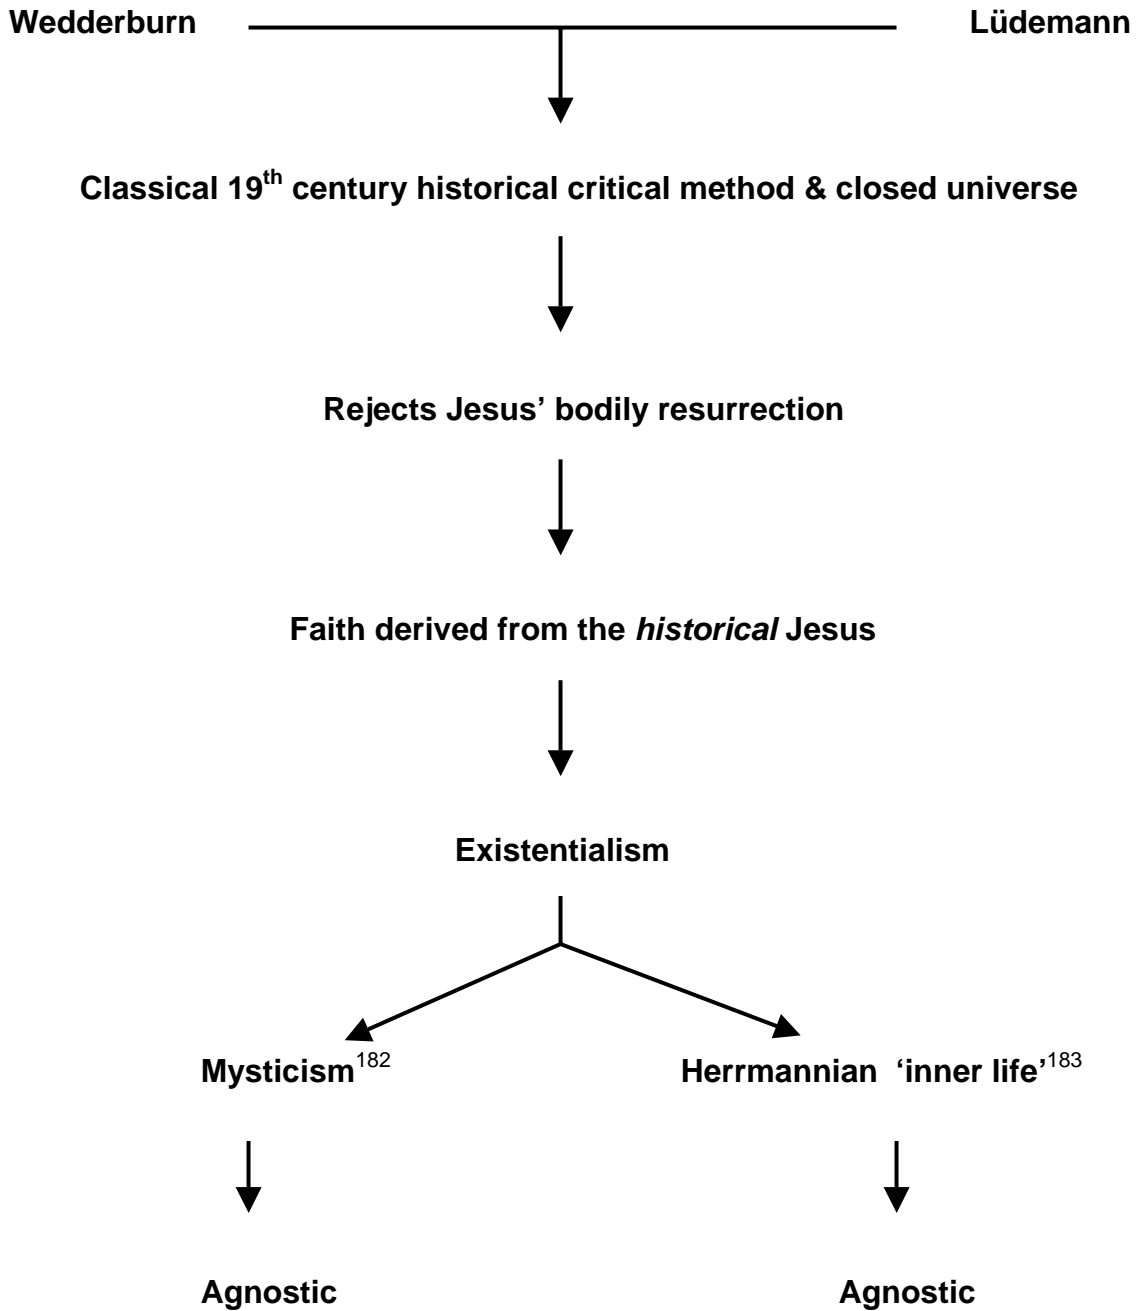 Wedderburn Lüdemann
Classical 19th century historical critical method & closed universe
Rejects Jesus’ bodily resurrection
Faith derived from the historical Jesus
Existentialism
Mysticism182 Herrmannian ‘inner life’183
Agnostic Agnostic